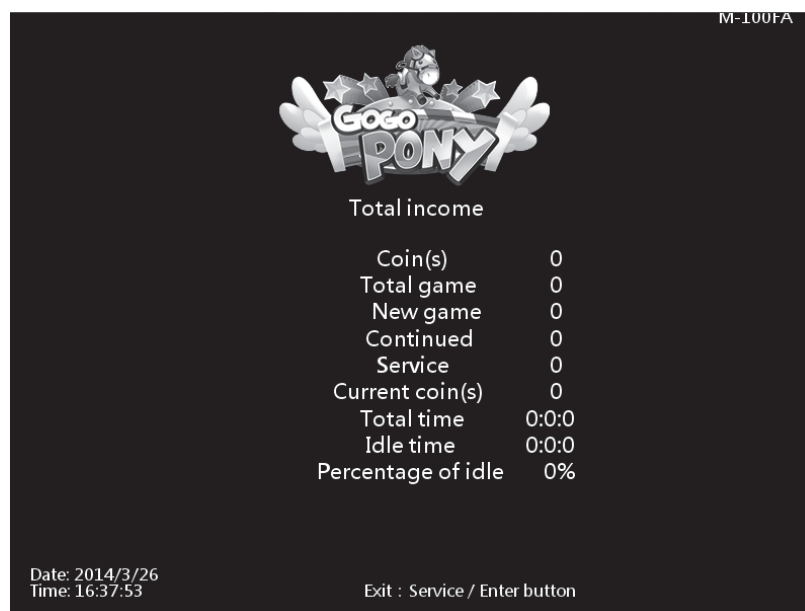 M-100FA
GOGO
PONY
Total income
Coin(s) 0
Total game 0
New game 0
Continued 0
Service 0
Current coin(s) 0
Total time 0:0:0
Idle time 0:0:0
Percentage of idle 0%
Date: 2014/3/26
Time: 16:37:53
Exit : Service / Enter button